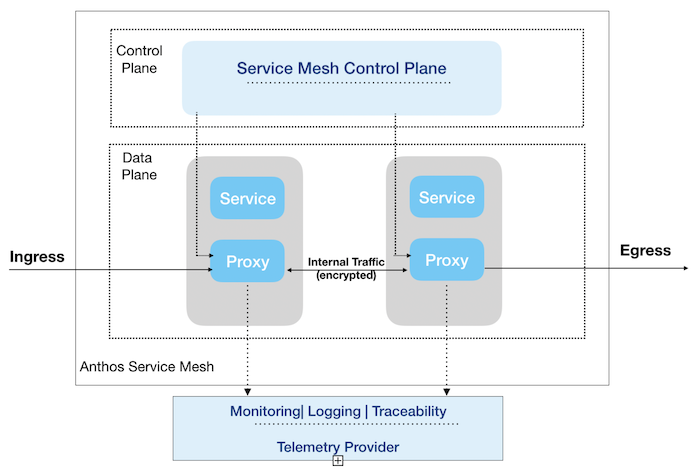 Control
Plane
Service Mesh Control Plane
Data
Plane
Service
Service
Ingress
Proxy
Internal Traffic
(encrypted)
Proxy
Egress
Anthos Service Mesh
Monitoring| Logging | Traceability
Telemetry Provider